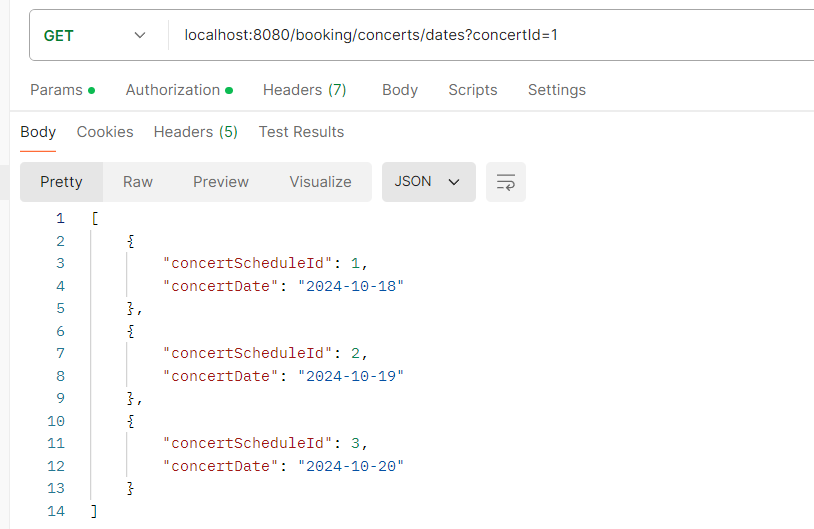 GET localhost:8080/booking/concerts/dates?concertId=1
Params Authorization Headers (7) Body Scripts Settings
Body Cookies Headers (5) Test Results
Pretty Raw Preview Visualize JSON
1 [
2 {
3 "concertScheduleId": 1,
4 "concertDate": "2024-10-18"
5 },
6 {
7 "concertScheduleId": 2,
8 "concertDate": "2024-10-19"
9 },
10 {
11 "concertScheduleId": 3,
12 "concertDate": "2024-10-20"
13 }
14 ]